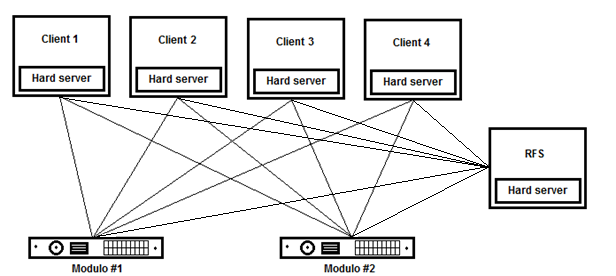 Client 1
Client 2
Client 3
Client 4
Hard server
Hard server
Hard server
Hard server
RFS
Hard server
Modulo #1
Modulo #2